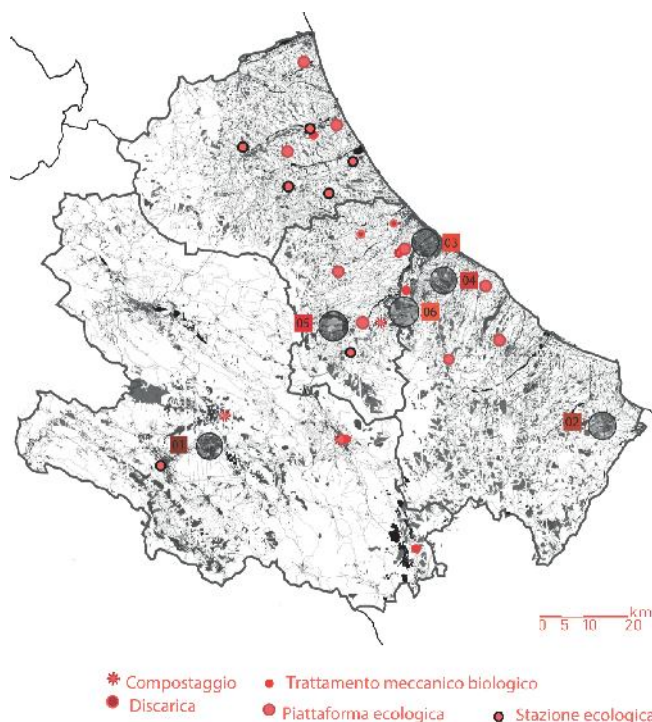 03
04
05
06
02
01
km
0 5 10 20
Compostaggio
Trattamento meccanico biologico
Discarica
Piattaforma ecologica
Stazione ecologica